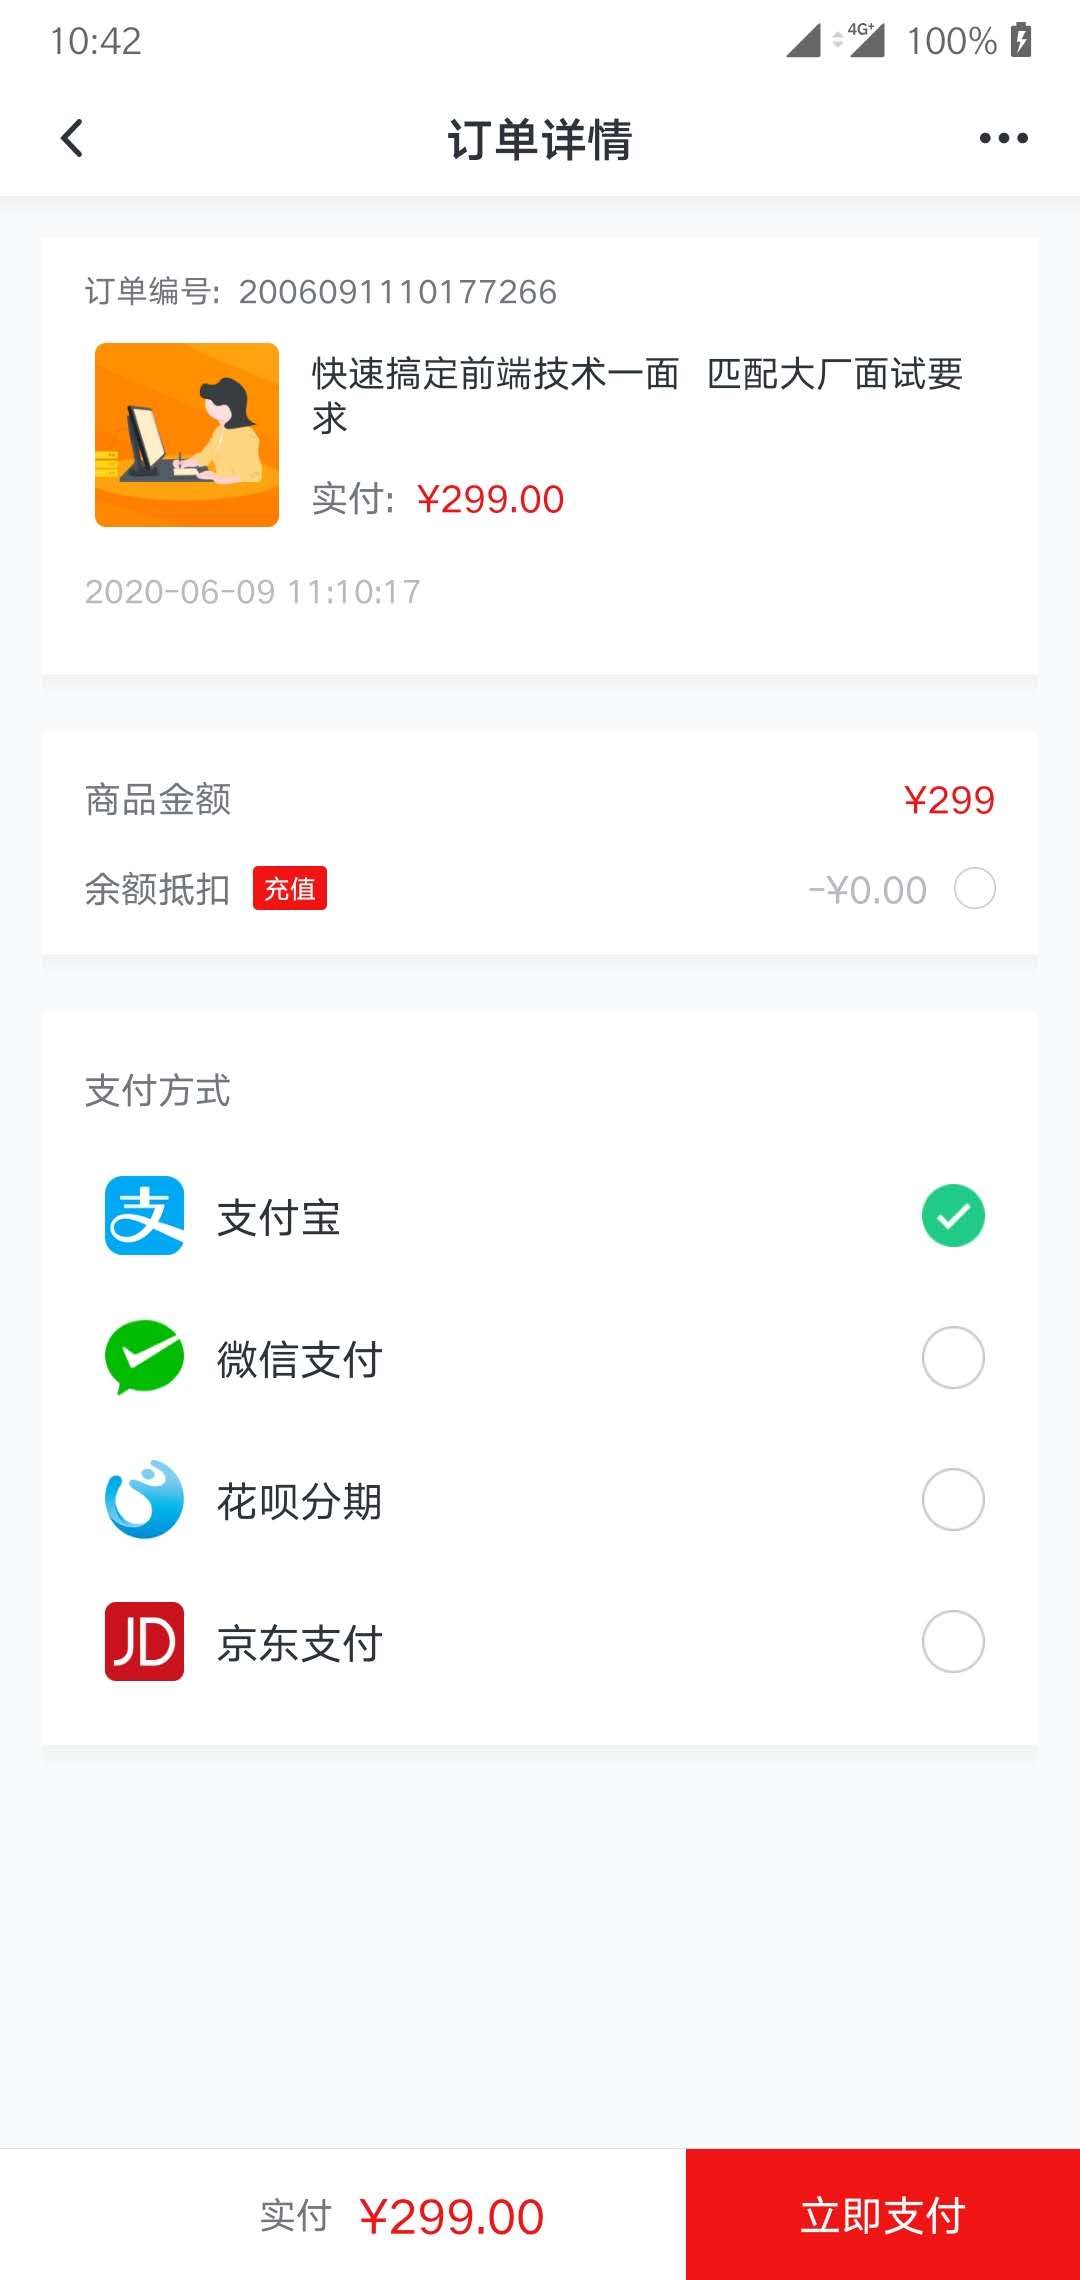 10:42
4G+
100%
订单详情
订单编号: 2006091110177266
快速搞定前端技术一面 匹配大厂面试要
求
实付: ¥299.00
2020-06-09 11:10:17
商品金额
¥299
余额抵扣
充值
-¥0.00
支付方式
支
支付宝
微信支付
花呗分期
JD
京东支付
实付 ¥299.00
立即支付